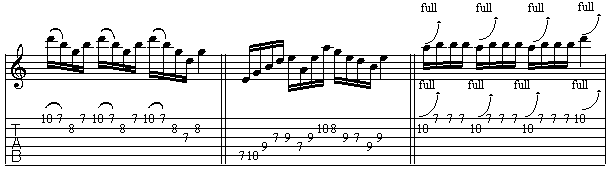 full full full full
full full full full
10 7 7 10 7 7 10 7 7 7 7 7 7 7 7 7 7 10
T 8 8 8 8 10 8 10 10 10
A 7 7 9 9 9 7 9
9 7 9
B 7 10